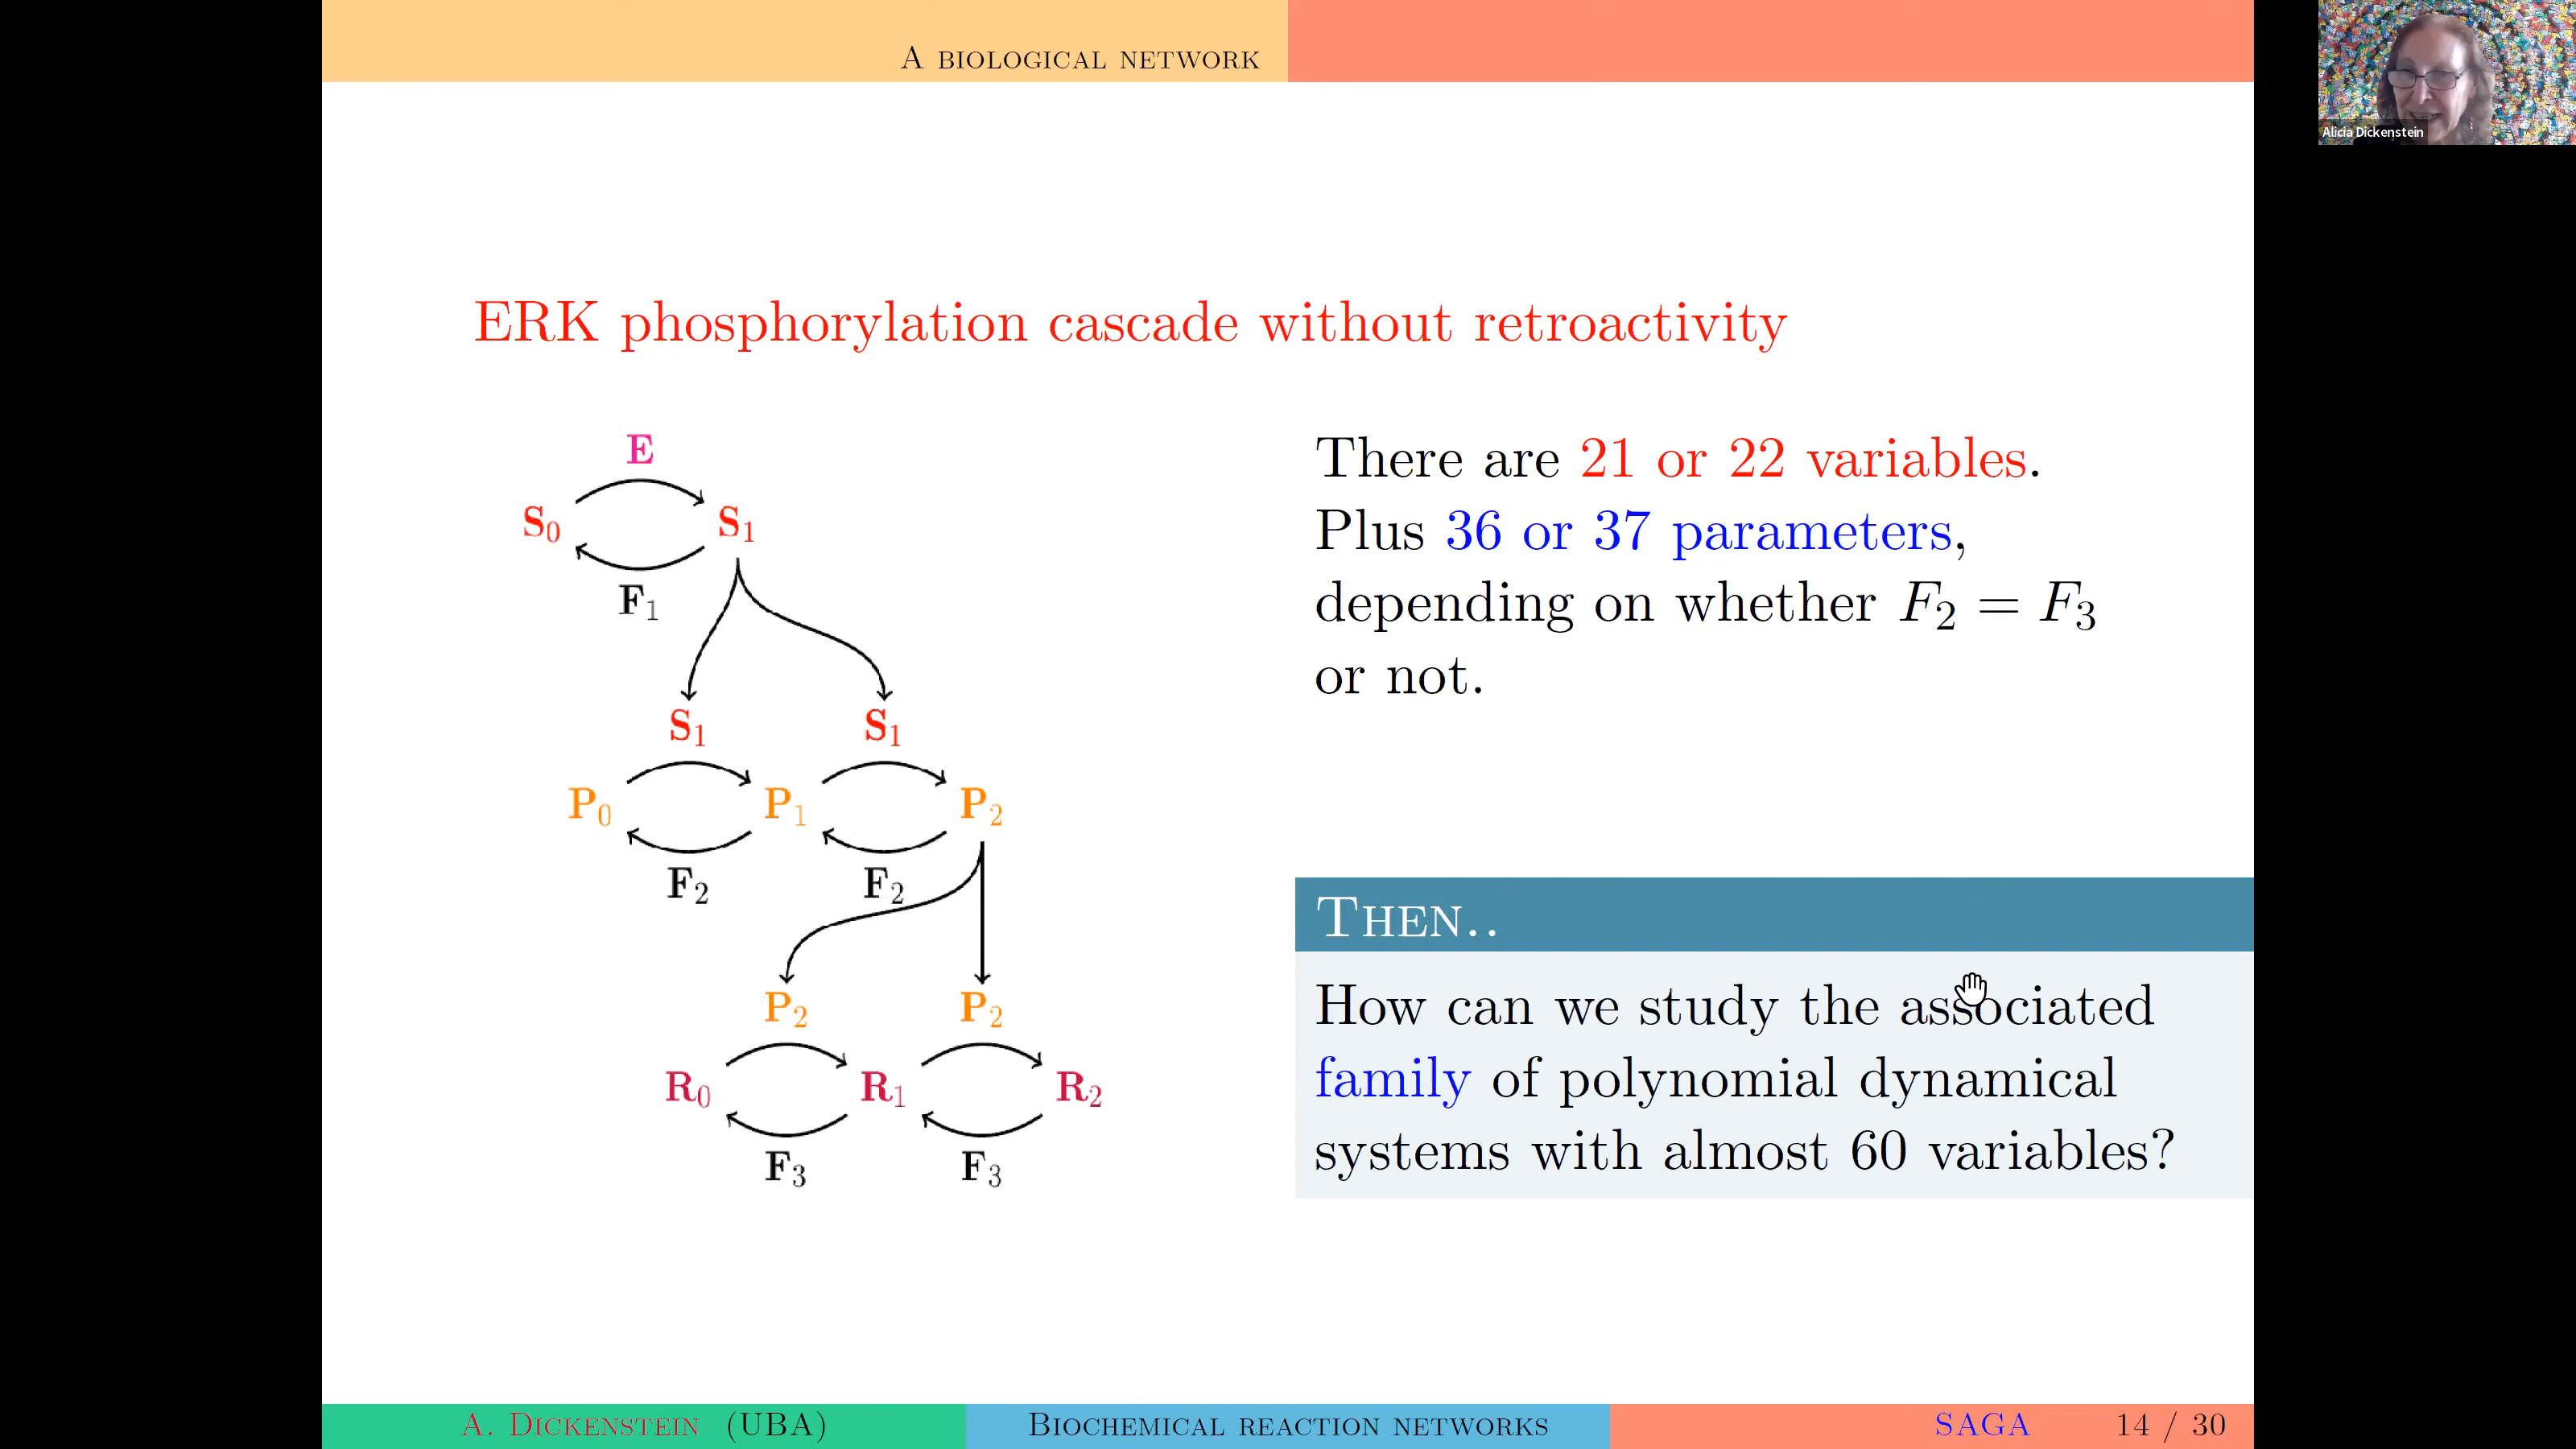 A BIOLOGICAL NETWORK
Alicia Dickenstein
ERK phosphorylation cascade without retroactivity
E
S0 S1
F1
S1 S1
P0 P1 P2
F2 F2
P2 P2
R0 R1 R2
F3 F3
There are 21 or 22 variables.
Plus 36 or 37 parameters,
depending on whether F2 = F3
or not.
THEN..
How can we study the associated
family of polynomial dynamical
systems with almost 60 variables?
A. DICKENSTEIN (UBA) BIOCHEMICAL REACTION NETWORKS SAGA 14 / 30